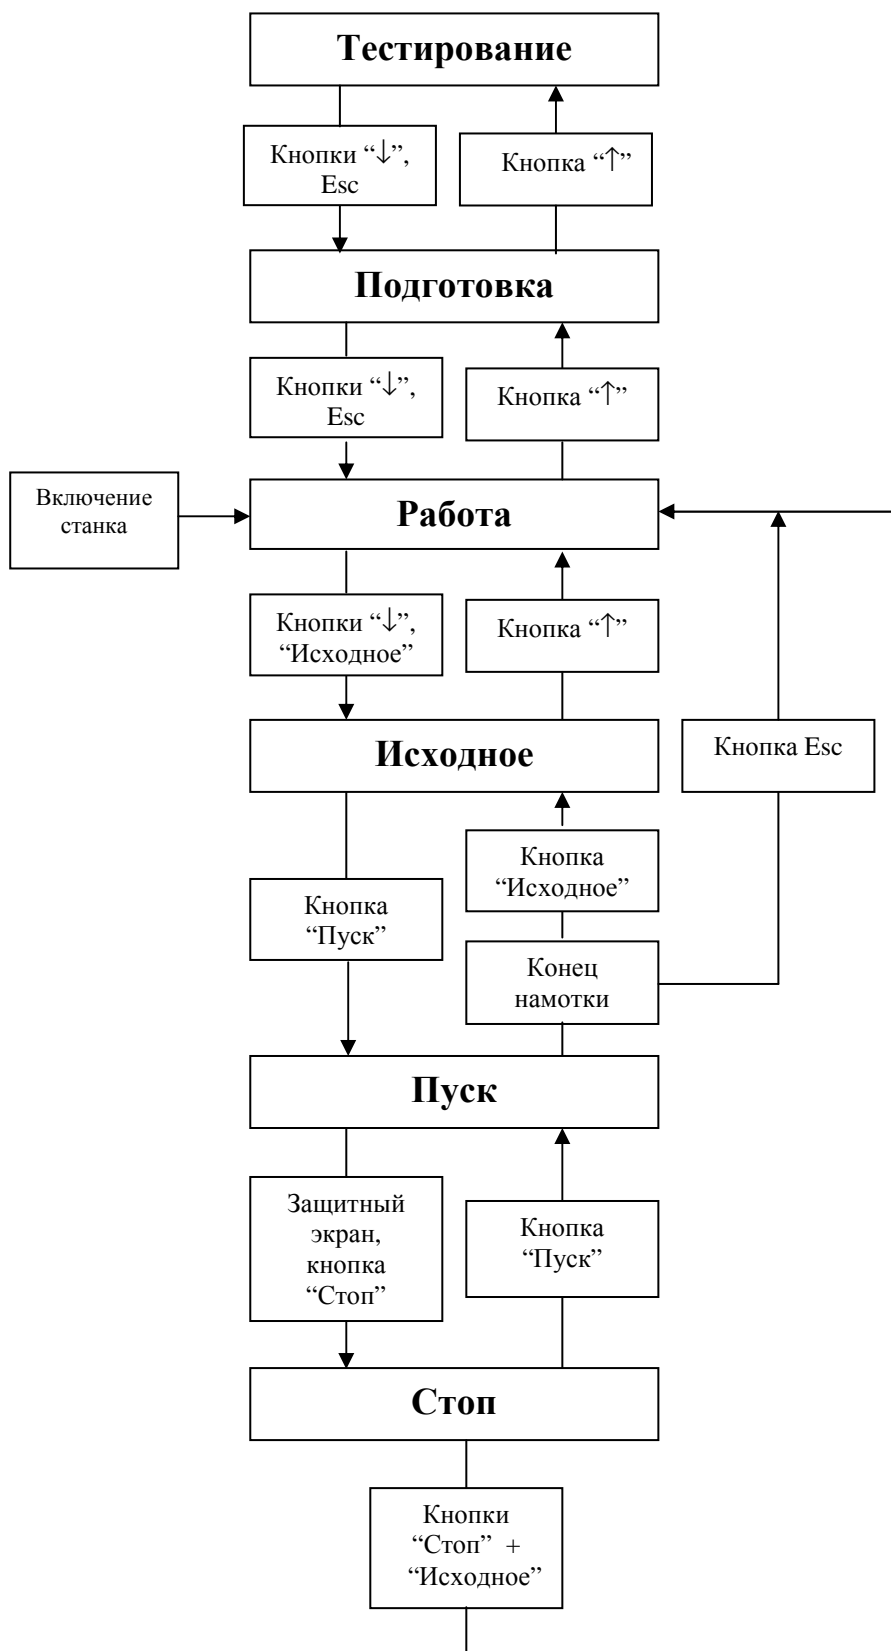 Тестирование
Кнопки “↓”,
Esc
Кнопка “↑”
Подготовка
Кнопки “↓”,
Esc
Кнопка “↑”
Включение
станка
Работа
Кнопки “↓”,
“Исходное”
Кнопка “↑”
Исходное
Кнопка Esc
Кнопка
“Исходное”
Кнопка
“Пуск”
Конец
намотки
Пуск
Защитный
экран,
кнопка
“Стоп”
Кнопка
“Пуск”
Стоп
Кнопки
“Стоп” +
“Исходное”